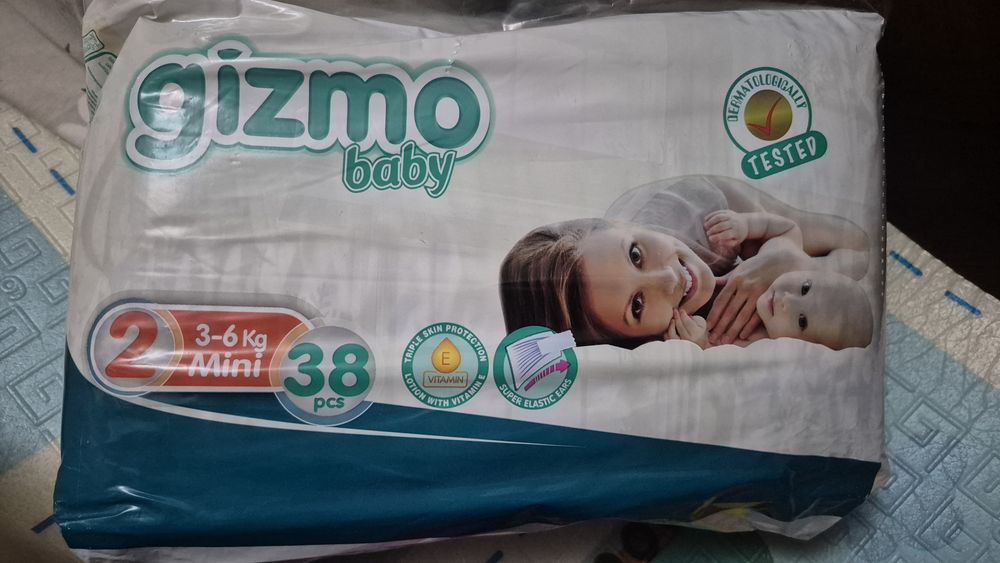 gizmo
baby
DERMATOLOGICALLY
TESTED
2
3-6 Kg
Mini
38
pcs
TRIPLE SKIN PROTECTION
E
VITAMIN
LOTION WITH VITAMIN E
SUPER ELASTIC EARS